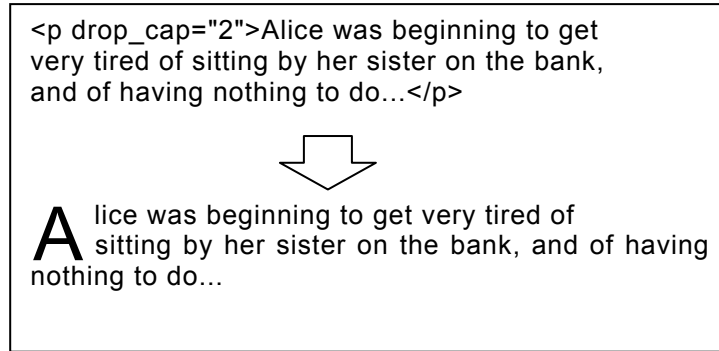 <p drop_cap="2">Alice was beginning to get
very tired of sitting by her sister on the bank,
and of having nothing to do...</p>
Alice was beginning to get very tired of
sitting by her sister on the bank, and of having
nothing to do...